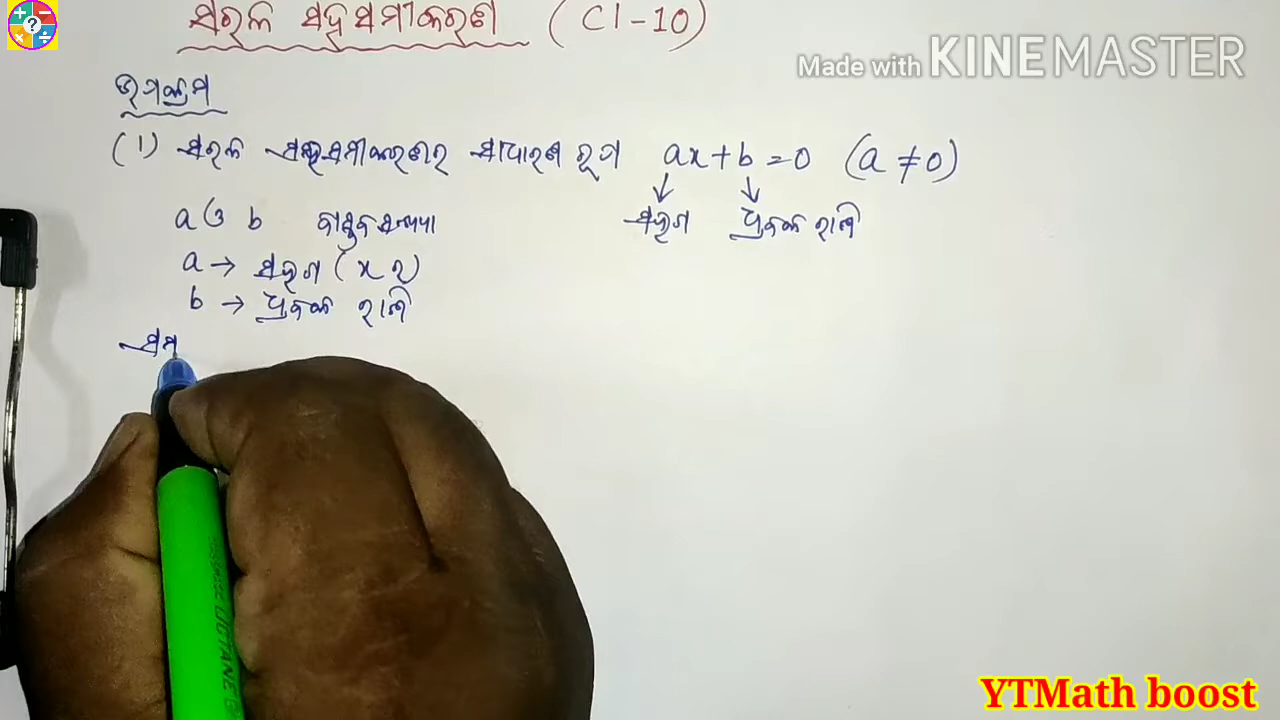 ସରଳ ସହସମୀକରଣ (Cl-10)
Made with KINEMASTER
ଉପକ୍ରମ
(1) ସରଳ ସହସମୀକରଣର ସାଧାରଣ ରୂପ ax+b=0 (a ≠0)
a ଓ b ବାସ୍ତବ ସଂଖ୍ୟା ସହଗ ଧ୍ରୁବକ ରାଶି
a → ସହଗ (x ର)
b → ଧ୍ରୁବକ ରାଶି
ସମ
YTMath boost